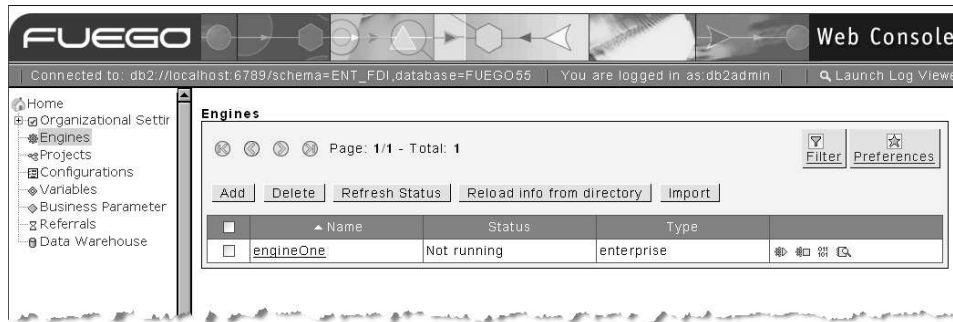 FUEGO
Web Console
Connected to: db2://localhost:6789/schema=ENT_FDI,database=FUEGO55 | You are logged in as:db2admin | Launch Log Viewe
Home
Organizational Settir
Engines
Projects
Configurations
Variables
Business Parameter
Referrals
Data Warehouse
Engines
Page: 1/1 - Total: 1
Filter Preferences
Add Delete Refresh Status Reload info from directory Import
Name Status Type
engineOne Not running enterprise